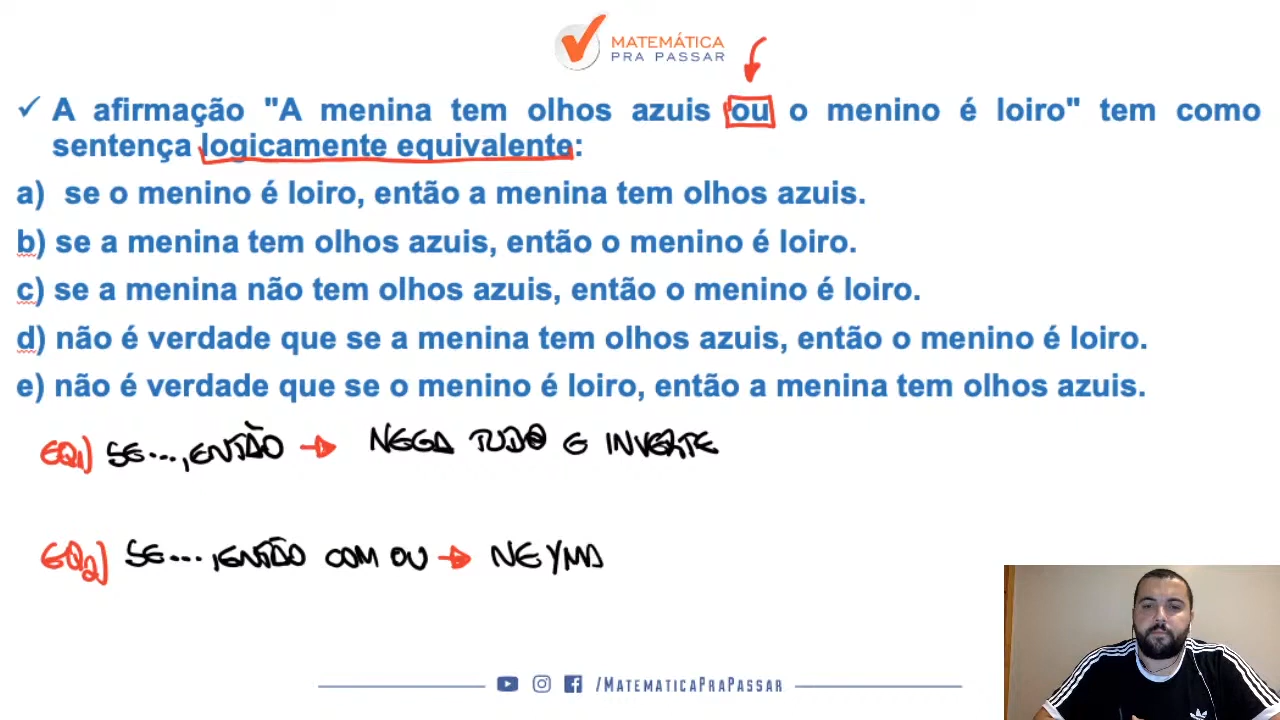 MATEMÁTICA
PRA PASSAR
✓ A afirmação "A menina tem olhos azuis ou o menino é loiro" tem como
sentença logicamente equivalente:
a) se o menino é loiro, então a menina tem olhos azuis.
b) se a menina tem olhos azuis, então o menino é loiro.
c) se a menina não tem olhos azuis, então o menino é loiro.
d) não é verdade que se a menina tem olhos azuis, então o menino é loiro.
e) não é verdade que se o menino é loiro, então a menina tem olhos azuis.
EQ1) SE...,ENTÃO → NEGA TUDO E INVERTE
EQ2) SE...,ENTÃO COM OU → NEYMA
/MATEMATICAPRAPASSAR